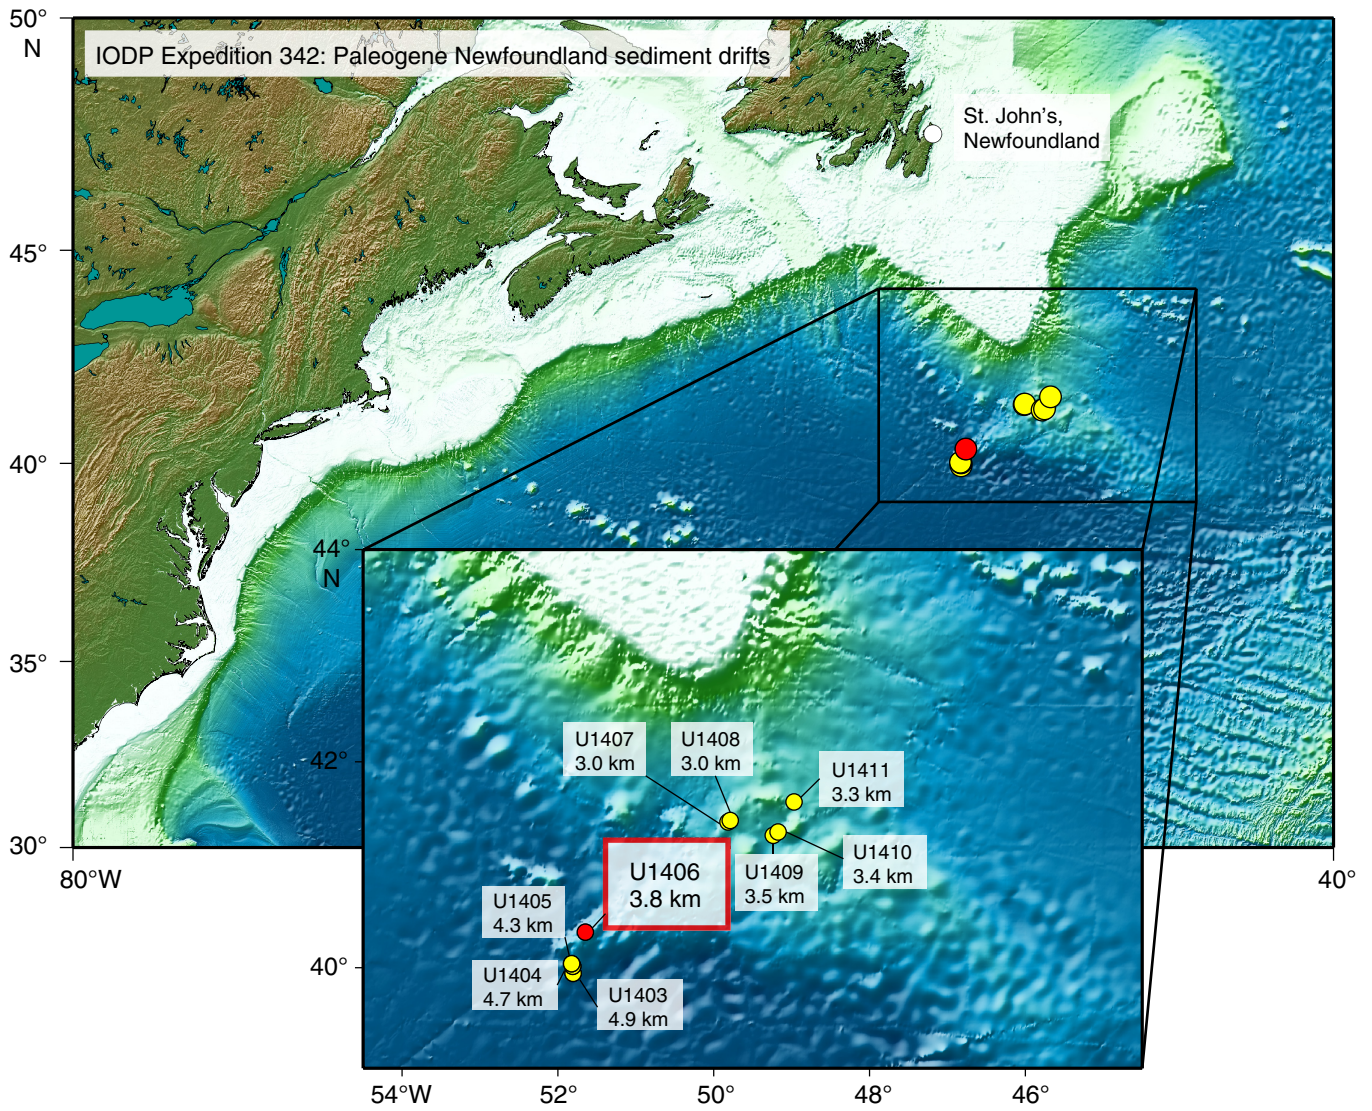 50°
N
IODP Expedition 342: Paleogene Newfoundland sediment drifts
St. John's,
Newfoundland
45°
40°
35°
30°
80°W
40°
44°
N
42°
40°
U1407
3.0 km
U1408
3.0 km
U1411
3.3 km
U1406
3.8 km
U1409
3.5 km
U1410
3.4 km
U1405
4.3 km
U1404
4.7 km
U1403
4.9 km
54°W
52°
50°
48°
46°